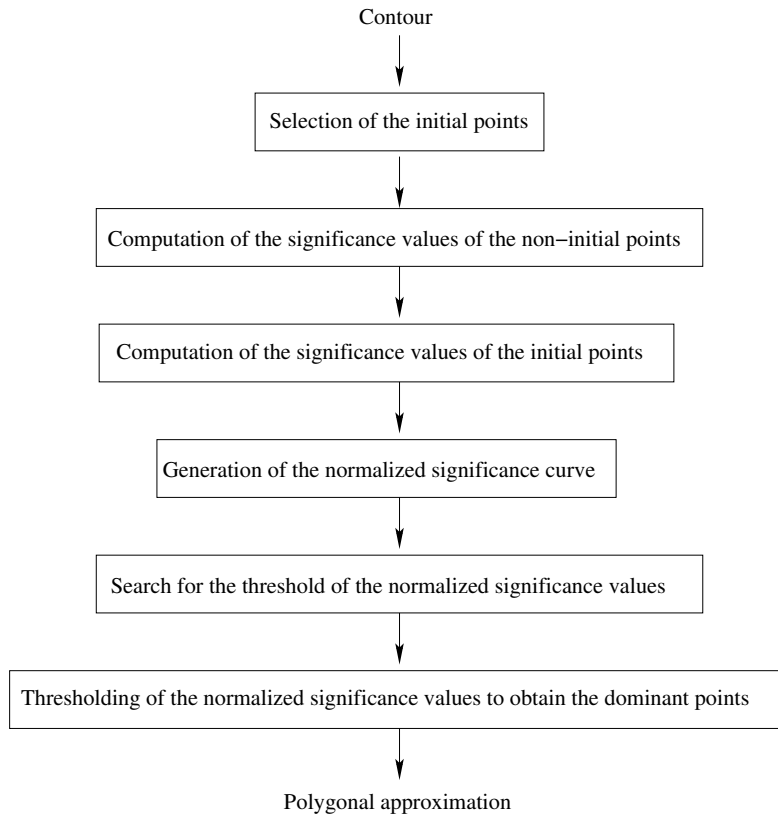 Contour
Selection of the initial points
Computation of the significance values of the non−initial points
Computation of the significance values of the initial points
Generation of the normalized significance curve
Search for the threshold of the normalized significance values
Thresholding of the normalized significance values to obtain the dominant points
Polygonal approximation